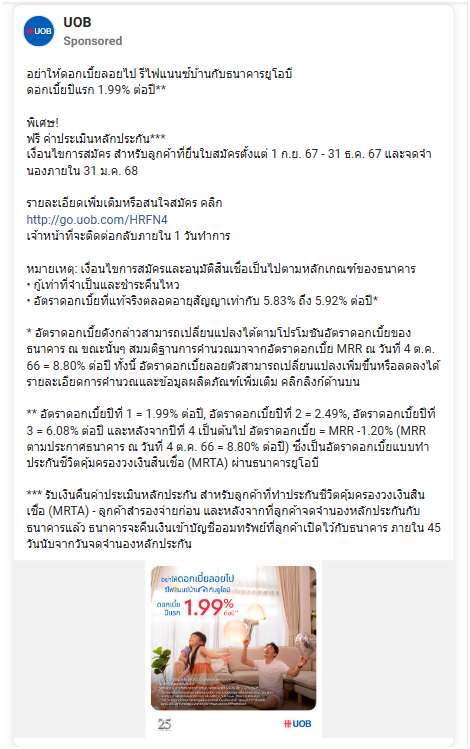 UOB
UOB
Sponsored
อย่าให้ดอกเบี้ยลอยไป รีไฟแนนซ์บ้านกับธนาคารยูโอบี
ดอกเบี้ยปีแรก 1.99% ต่อปี**
พิเศษ!
ฟรี ค่าประเมินหลักประกัน***
เงื่อนไขการสมัคร สำหรับลูกค้าที่ยื่นใบสมัครตั้งแต่ 1 ก.ย. 67 - 31 ธ.ค. 67 และจดจำ
นองภายใน 31 ม.ค. 68
รายละเอียดเพิ่มเติมหรือสนใจสมัคร คลิก
http://go.uob.com/HRFN4
เจ้าหน้าที่จะติดต่อกลับภายใน 1 วันทำการ
หมายเหตุ: เงื่อนไขการสมัครและอนุมัติสินเชื่อเป็นไปตามหลักเกณฑ์ของธนาคาร
• กู้เท่าที่จำเป็นและชำระคืนไหว
• อัตราดอกเบี้ยที่แท้จริงตลอดอายุสัญญาเท่ากับ 5.83% ถึง 5.92% ต่อปี*
* อัตราดอกเบี้ยดังกล่าวสามารถเปลี่ยนแปลงได้ตามโปรโมชันอัตราดอกเบี้ยของ
ธนาคาร ณ ขณะนั้นๆ สมมติฐานการคำนวณมาจากอัตราดอกเบี้ย MRR ณ วันที่ 4 ต.ค.
66 = 8.80% ต่อปี ทั้งนี้ อัตราดอกเบี้ยลอยตัวสามารถเปลี่ยนแปลงเพิ่มขึ้นหรือลดลงได้
รายละเอียดการคำนวณและข้อมูลผลิตภัณฑ์เพิ่มเติม คลิกลิงก์ด้านบน
** อัตราดอกเบี้ยปีที่ 1 = 1.99% ต่อปี, อัตราดอกเบี้ยปีที่ 2 = 2.49%, อัตราดอกเบี้ยปีที่
3 = 6.08% ต่อปี และหลังจากปีที่ 4 เป็นต้นไป อัตราดอกเบี้ย = MRR -1.20% (MRR
ตามประกาศธนาคาร ณ วันที่ 4 ต.ค. 66 = 8.80% ต่อปี) ซึ่งเป็นอัตราดอกเบี้ยแบบทำ
ประกันชีวิตคุ้มครองวงเงินสินเชื่อ (MRTA) ผ่านธนาคารยูโอบี
*** รับเงินคืนค่าประเมินหลักประกัน สำหรับลูกค้าที่ทำประกันชีวิตคุ้มครองวงเงินสิน
เชื่อ (MRTA) - ลูกค้าสำรองจ่ายก่อน และหลังจากที่ลูกค้าจดจำนองหลักประกันกับ
ธนาคารแล้ว ธนาคารจะคืนเงินเข้าบัญชีออมทรัพย์ที่ลูกค้าเปิดไว้กับธนาคาร ภายใน 45
วันนับจากวันจดจำนองหลักประกัน
อย่าให้ดอกเบี้ยลอยไป
รีไฟแนนซ์บ้านกับยูโอบี
ดอกเบี้ย
ปีแรก 1.99% ต่อปี**
25
UOB